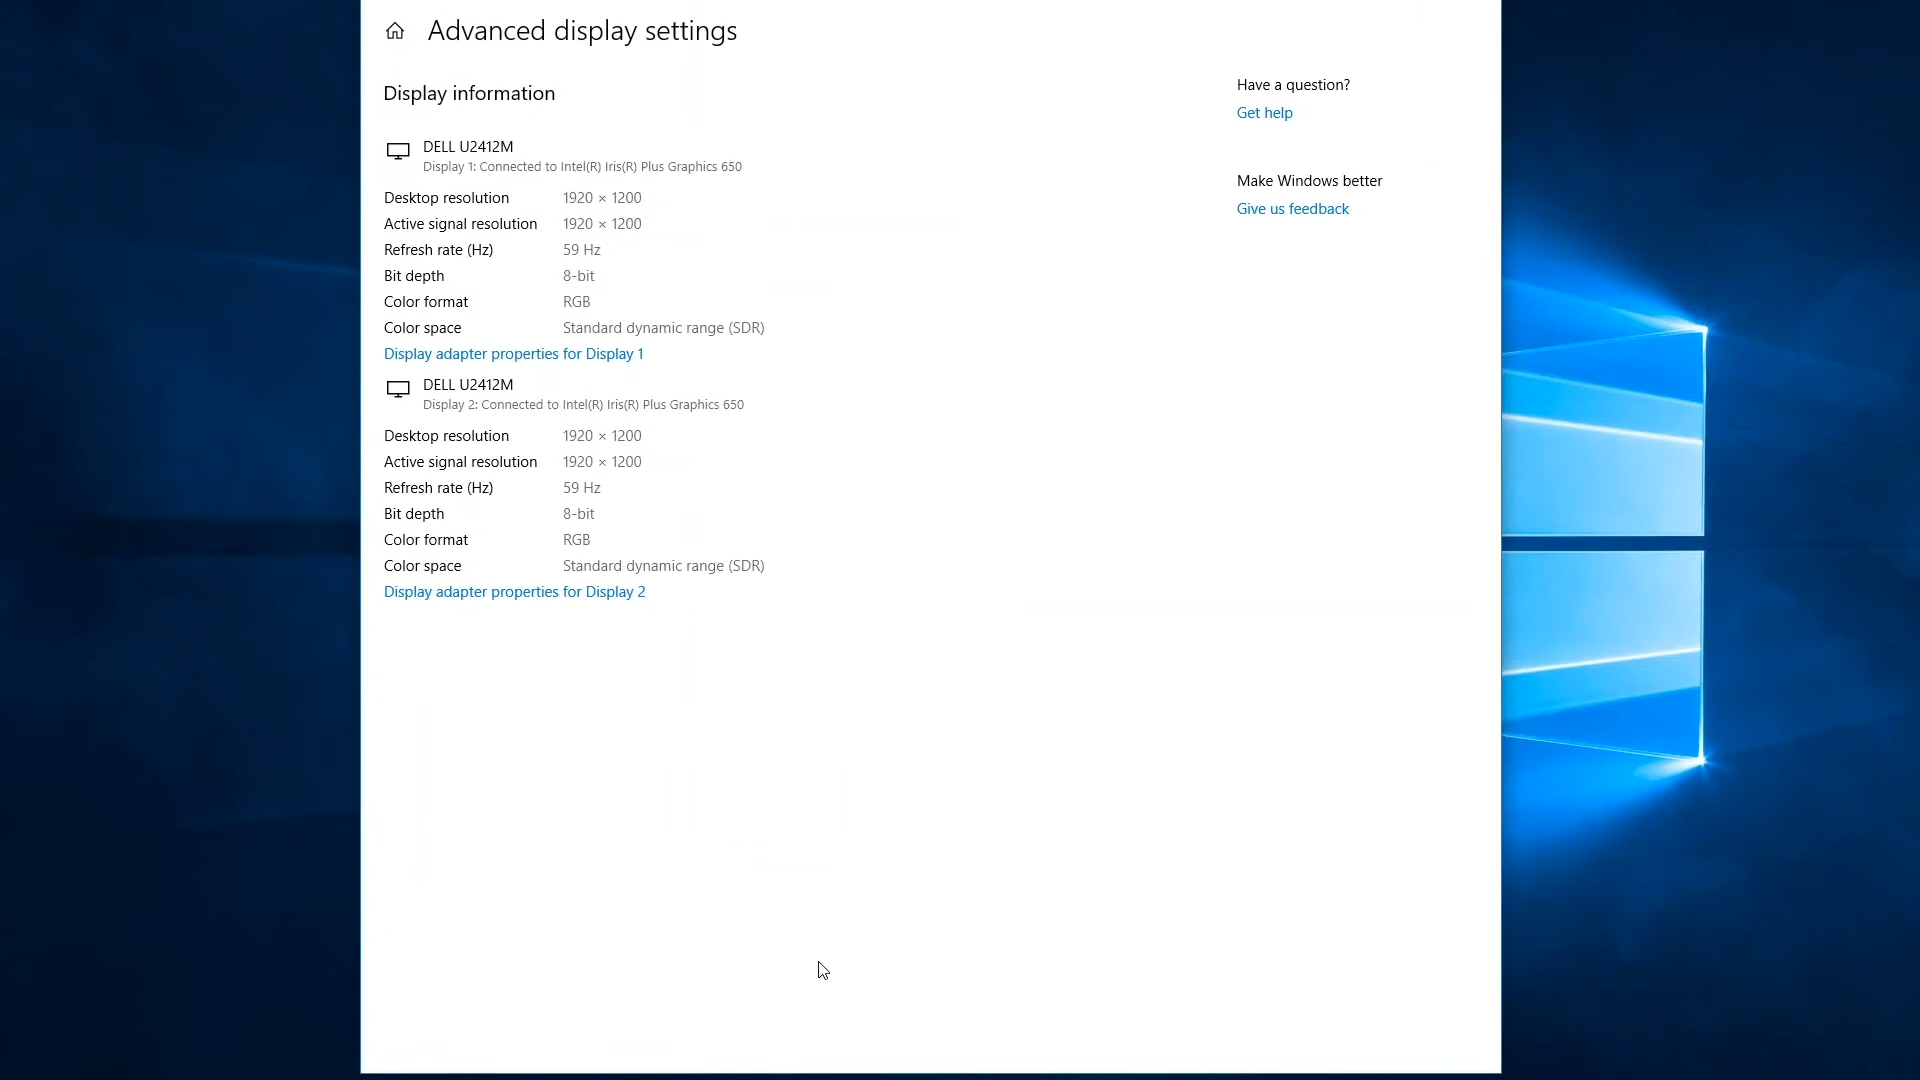 Advanced display settings
Display information
DELL U2412M
Display 1: Connected to Intel(R) Iris(R) Plus Graphics 650
Desktop resolution 1920 × 1200
Active signal resolution 1920 × 1200
Refresh rate (Hz) 59 Hz
Bit depth 8-bit
Color format RGB
Color space Standard dynamic range (SDR)
Display adapter properties for Display 1
DELL U2412M
Display 2: Connected to Intel(R) Iris(R) Plus Graphics 650
Desktop resolution 1920 × 1200
Active signal resolution 1920 × 1200
Refresh rate (Hz) 59 Hz
Bit depth 8-bit
Color format RGB
Color space Standard dynamic range (SDR)
Display adapter properties for Display 2
Have a question?
Get help
Make Windows better
Give us feedback